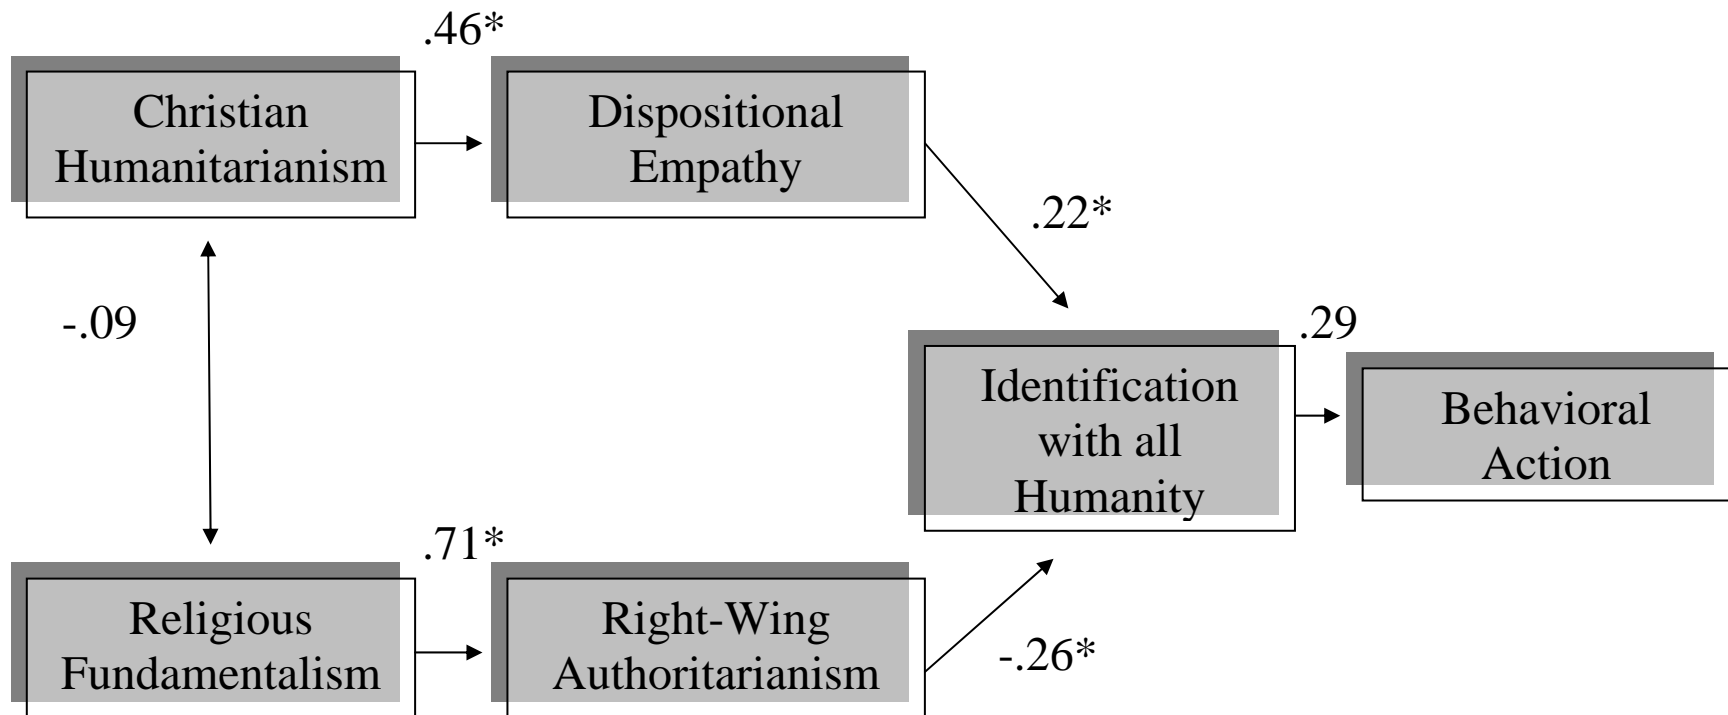 .46*
Christian
Humanitarianism
Dispositional
Empathy
.22*
-.09
.29
Identification
with all
Humanity
Behavioral
Action
.71*
Religious
Fundamentalism
Right-Wing
Authoritarianism
-.26*